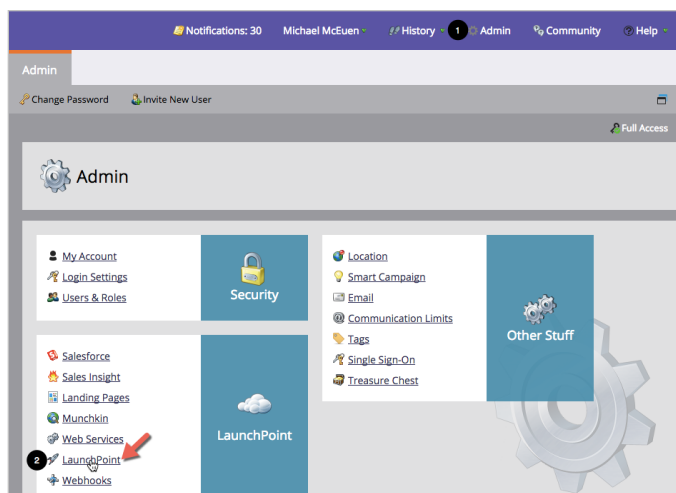 Notifications: 30 Michael McEuen History 1 Admin Community Help
Admin
Change Password Invite New User
Full Access
Admin
My Account
Login Settings
Users & Roles
Security
Location
Smart Campaign
Email
Communication Limits
Tags
Single Sign-On
Treasure Chest
Other Stuff
Salesforce
Sales Insight
Landing Pages
Munchkin
Web Services
2 LaunchPoint
Webhooks
LaunchPoint